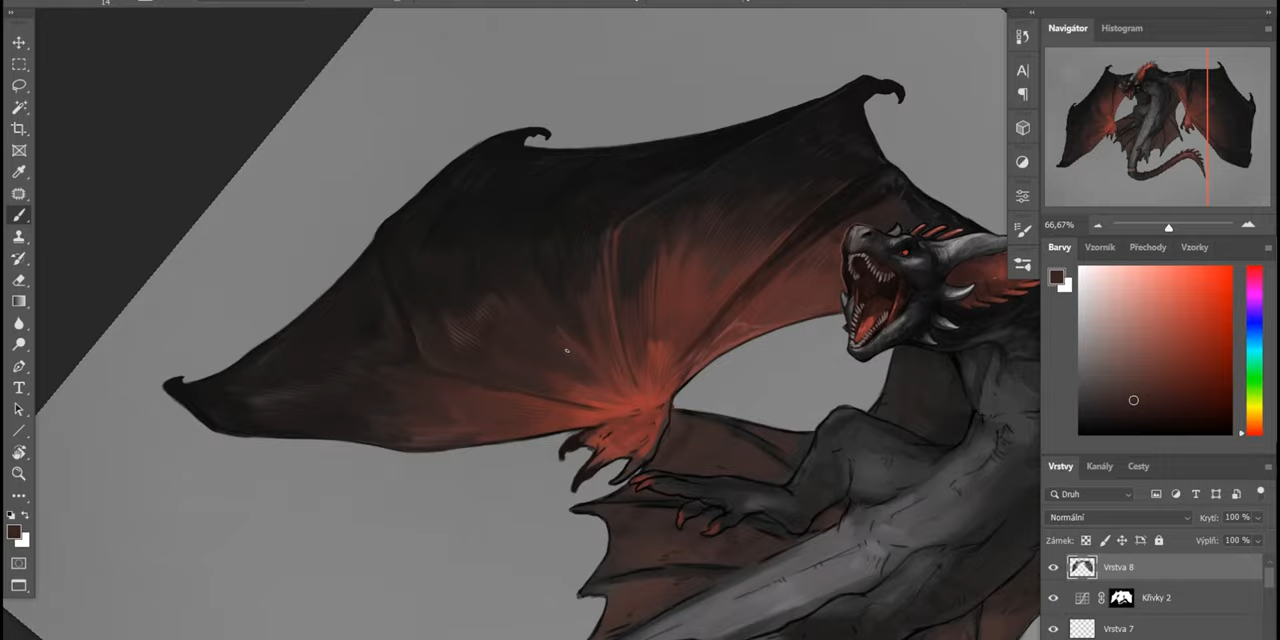 14
Navigátor Histogram
66,67%
Barvy Vzorník Přechody Vzorky
Vrstvy Kanály Cesty
Druh
Normální Krytí: 100 %
Zámek: Výplň: 100 %
Vrstva 8
Křivky 2
Vrstva 7